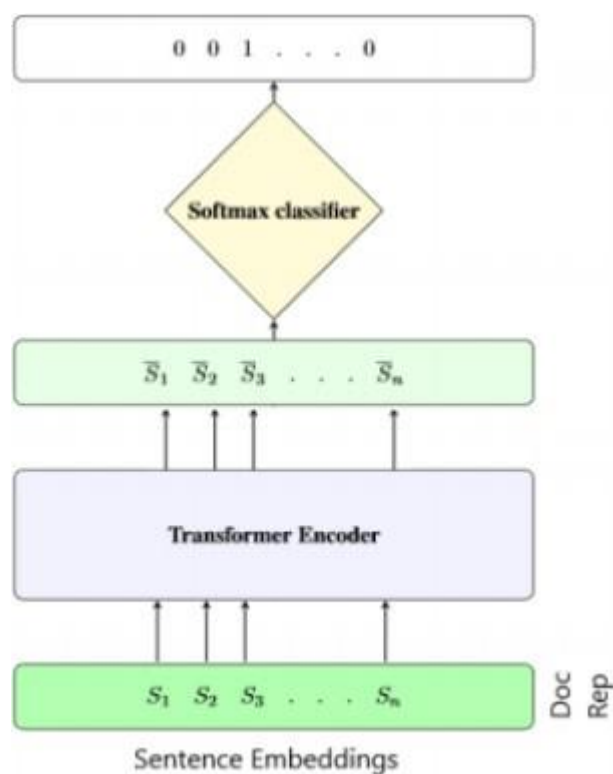 0 0 1 . . . 0
Softmax classifier
S̅₁ S̅₂ S̅₃ . . . S̅ₙ
Transformer Encoder
S₁ S₂ S₃ . . . Sₙ
Doc
Rep
Sentence Embeddings